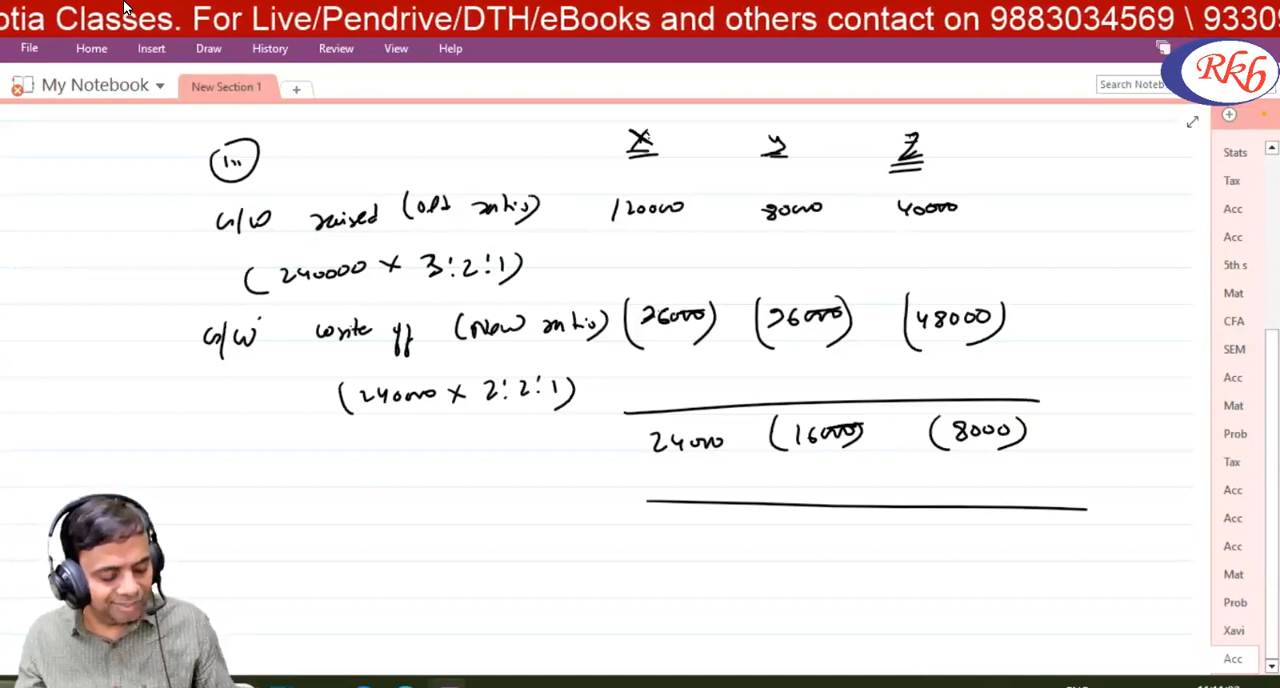 otia Classes. For Live/Pendrive/DTH/eBooks and others contact on 9883034569 \ 9330
File Home Insert Draw History Review View Help
Rkb
My Notebook New Section 1 + Search Noteb
X Y Z
G/W raised (old ratio) 120000 80000 40000
(240000 x 3:2:1)
G/W write off (New ratio) (96000) (96000) (48000)
(240000 x 2:2:1)
24000 (16000) (8000)
Stats
Tax
Acc
Acc
5th s
Mat
CFA
SEM
Acc
Mat
Prob
Tax
Acc
Acc
Acc
Mat
Prob
Xavi
Acc